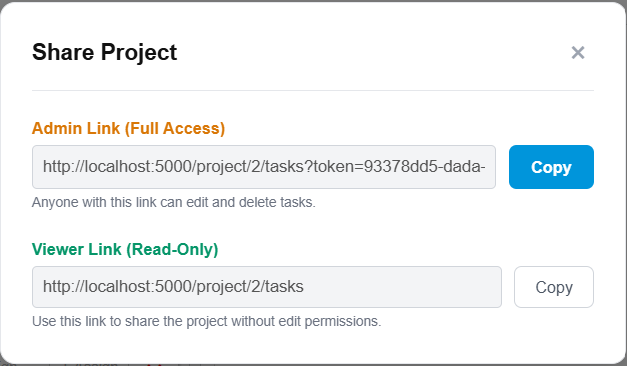 Share Project
×
Admin Link (Full Access)
http://localhost:5000/project/2/tasks?token=93378dd5-dada-
Copy
Anyone with this link can edit and delete tasks.
Viewer Link (Read-Only)
http://localhost:5000/project/2/tasks
Copy
Use this link to share the project without edit permissions.